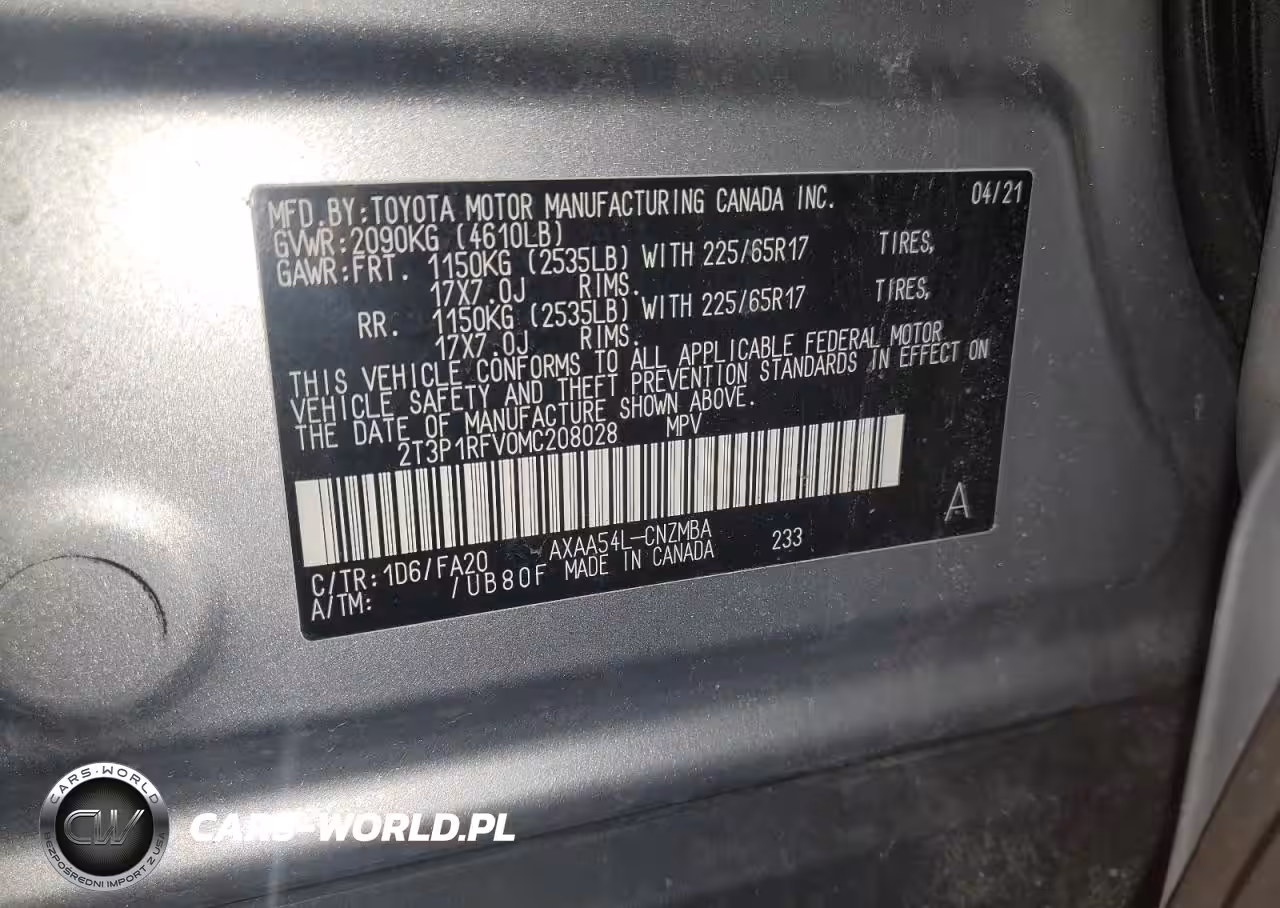 MFD.BY:TOYOTA MOTOR MANUFACTURING CANADA INC. 04/21
GVWR:2090KG (4610LB)
GAWR:FRT. 1150KG (2535LB) WITH 225/65R17 TIRES,
17X7.0J RIMS.
RR. 1150KG (2535LB) WITH 225/65R17 TIRES,
17X7.0J RIMS.
THIS VEHICLE CONFORMS TO ALL APPLICABLE FEDERAL MOTOR
VEHICLE SAFETY AND THEFT PREVENTION STANDARDS IN EFFECT ON
THE DATE OF MANUFACTURE SHOWN ABOVE.
2T3P1RFV0MC208028 MPV
A
C/TR:1D6/FA20 AXAA54L-CNZMBA 233
A/TM: /UB80F MADE IN CANADA
CARS-WORLD
CW
BEZPOŚREDNI IMPORT Z USA
CARS-WORLD.PL